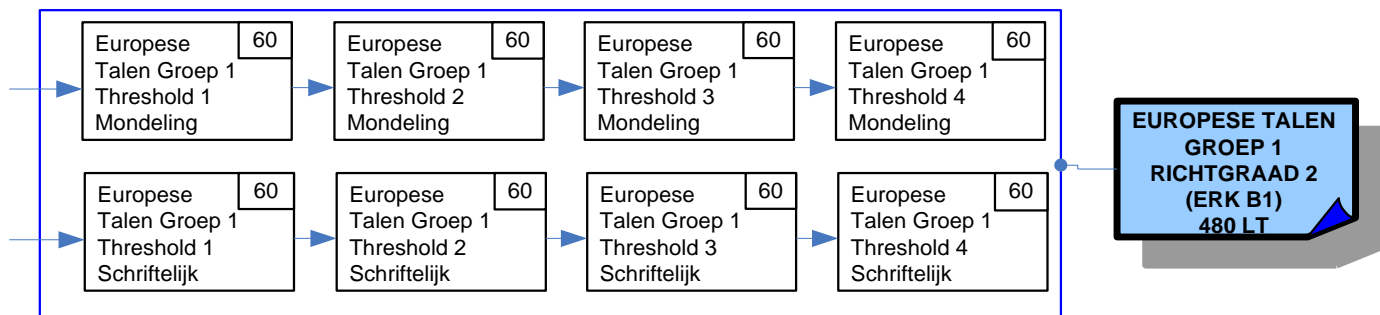 Europese
60
Talen Groep 1
Threshold 1
Mondeling
Europese
60
Talen Groep 1
Threshold 2
Mondeling
Europese
60
Talen Groep 1
Threshold 3
Mondeling
Europese
60
Talen Groep 1
Threshold 4
Mondeling
Europese
60
Talen Groep 1
Threshold 1
Schriftelijk
Europese
60
Talen Groep 1
Threshold 2
Schriftelijk
Europese
60
Talen Groep 1
Threshold 3
Schriftelijk
Europese
60
Talen Groep 1
Threshold 4
Schriftelijk
EUROPESE TALEN
GROEP 1
RICHTGRAAD 2
(ERK B1)
480 LT